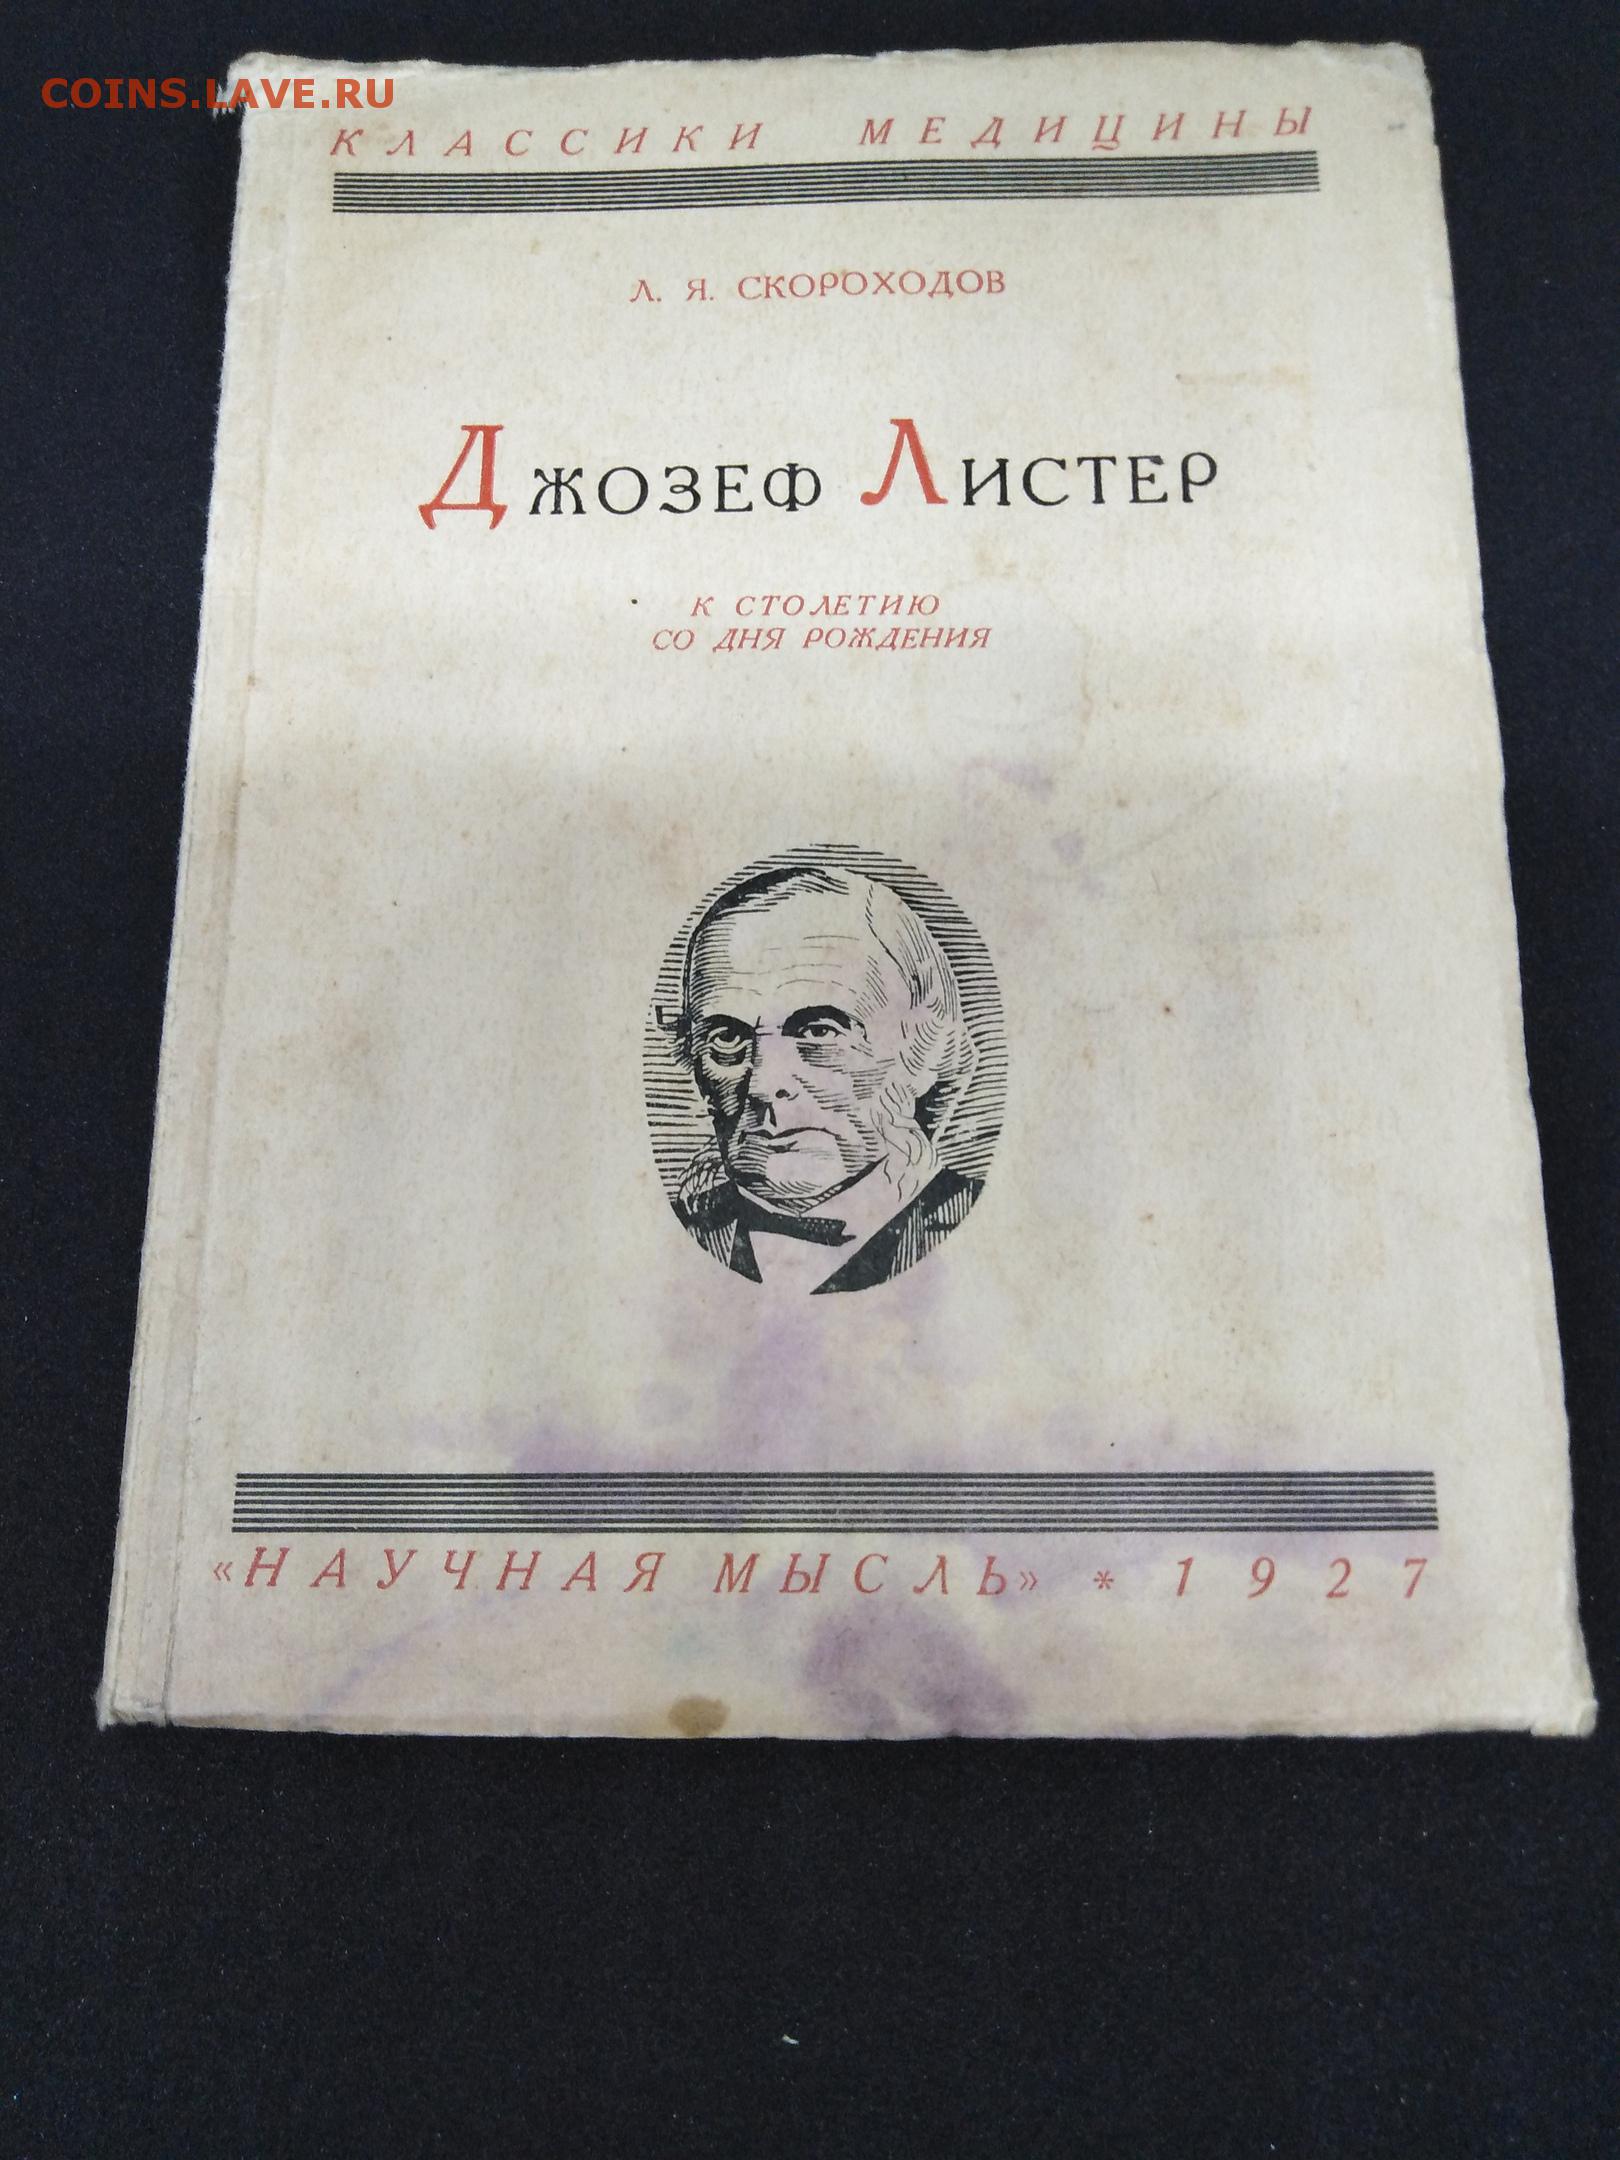 COINS.LAVE.RU
КЛАССИКИ МЕДИЦИНЫ
Л. Я. СКОРОХОДОВ
ДЖОЗЕФ ЛИСТЕР
К СТОЛЕТИЮ
СО ДНЯ РОЖДЕНИЯ
«НАУЧНАЯ МЫСЛЬ» * 1927